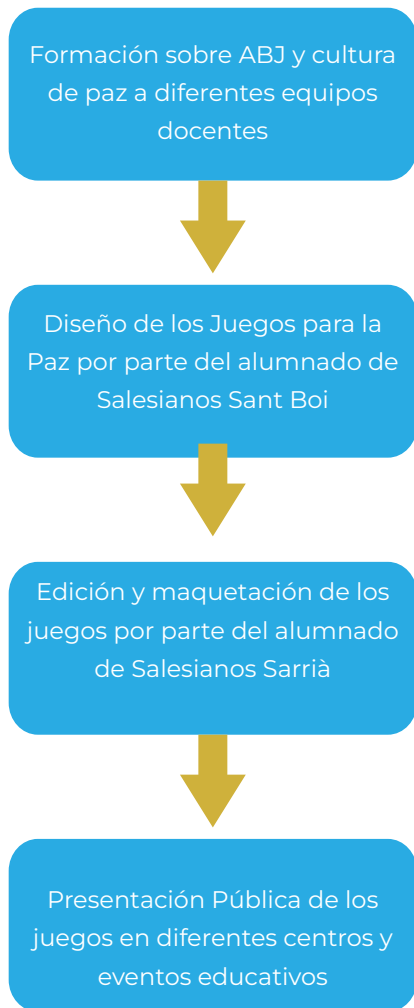 Formación sobre ABJ y cultura
de paz a diferentes equipos
docentes
Diseño de los Juegos para la
Paz por parte del alumnado de
Salesianos Sant Boi
Edición y maquetación de los
juegos por parte del alumnado
de Salesianos Sarrià
Presentación Pública de los
juegos en diferentes centros y
eventos educativos